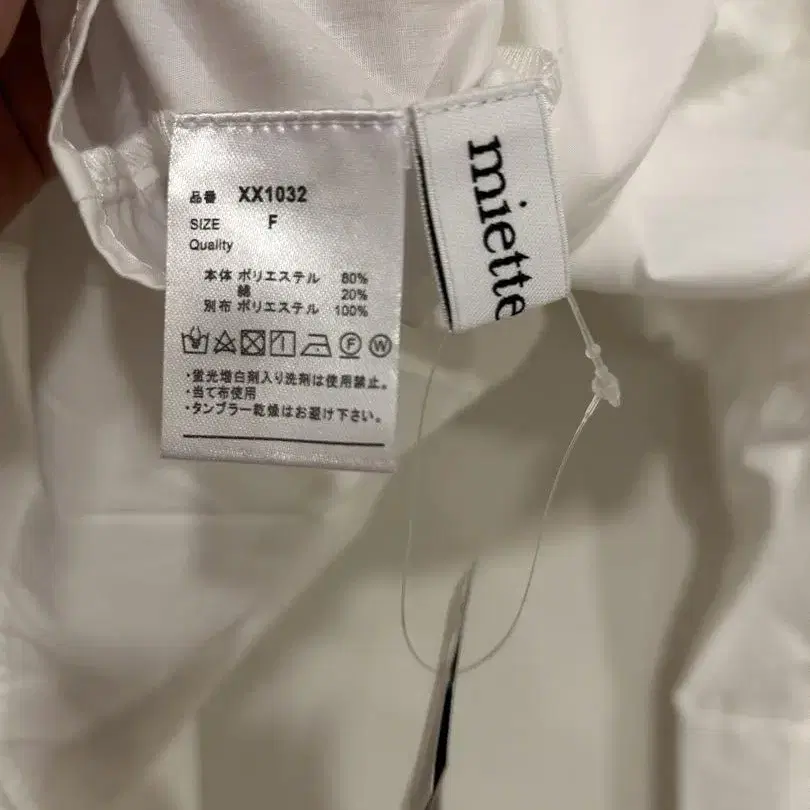 品番 XX1032
SIZE F
Quality
本体 ポリエステル 80%
綿 20%
別布 ポリエステル 100%
F W
・蛍光増白剤入り洗剤は使用禁止。
・当て布使用
・タンブラー乾燥はお避け下さい。
miette